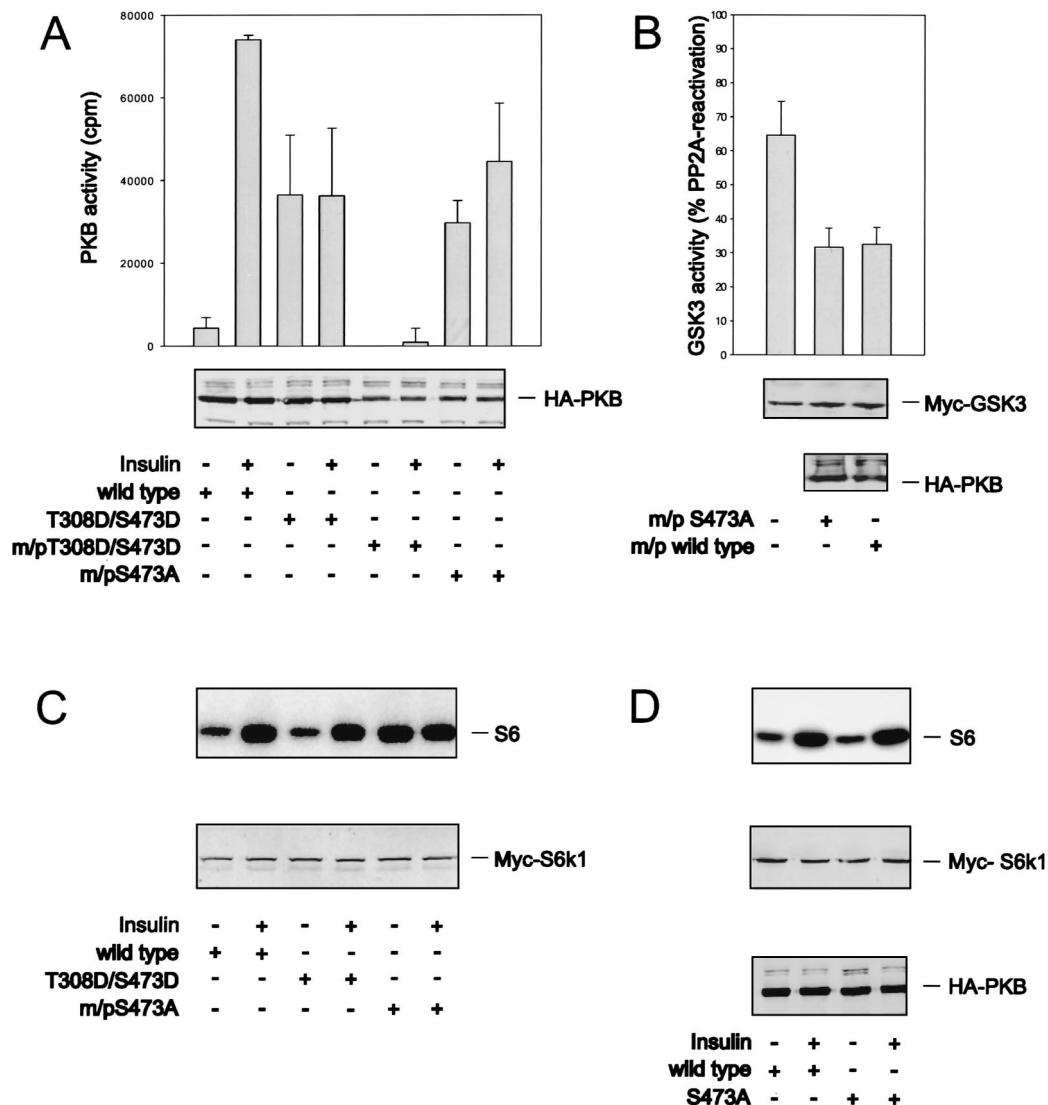 A
PKB activity (cpm)
80000
60000
40000
20000
0
HA-PKB
Insulin - + - + - + - +
wild type + + - - - - - -
T308D/S473D - - + + - - - -
m/pT308D/S473D - - - - + + - -
m/pS473A - - - - - - + +
B
GSK3 activity (% PP2A-reactivation)
100
90
80
70
60
50
40
30
20
10
0
Myc-GSK3
HA-PKB
m/p S473A - + -
m/p wild type - - +
C
S6
Myc-S6k1
Insulin - + - + - +
wild type + + - - - -
T308D/S473D - - + + - -
m/pS473A - - - - + +
D
S6
Myc- S6k1
HA-PKB
Insulin - + - +
wild type + + - -
S473A - - + +